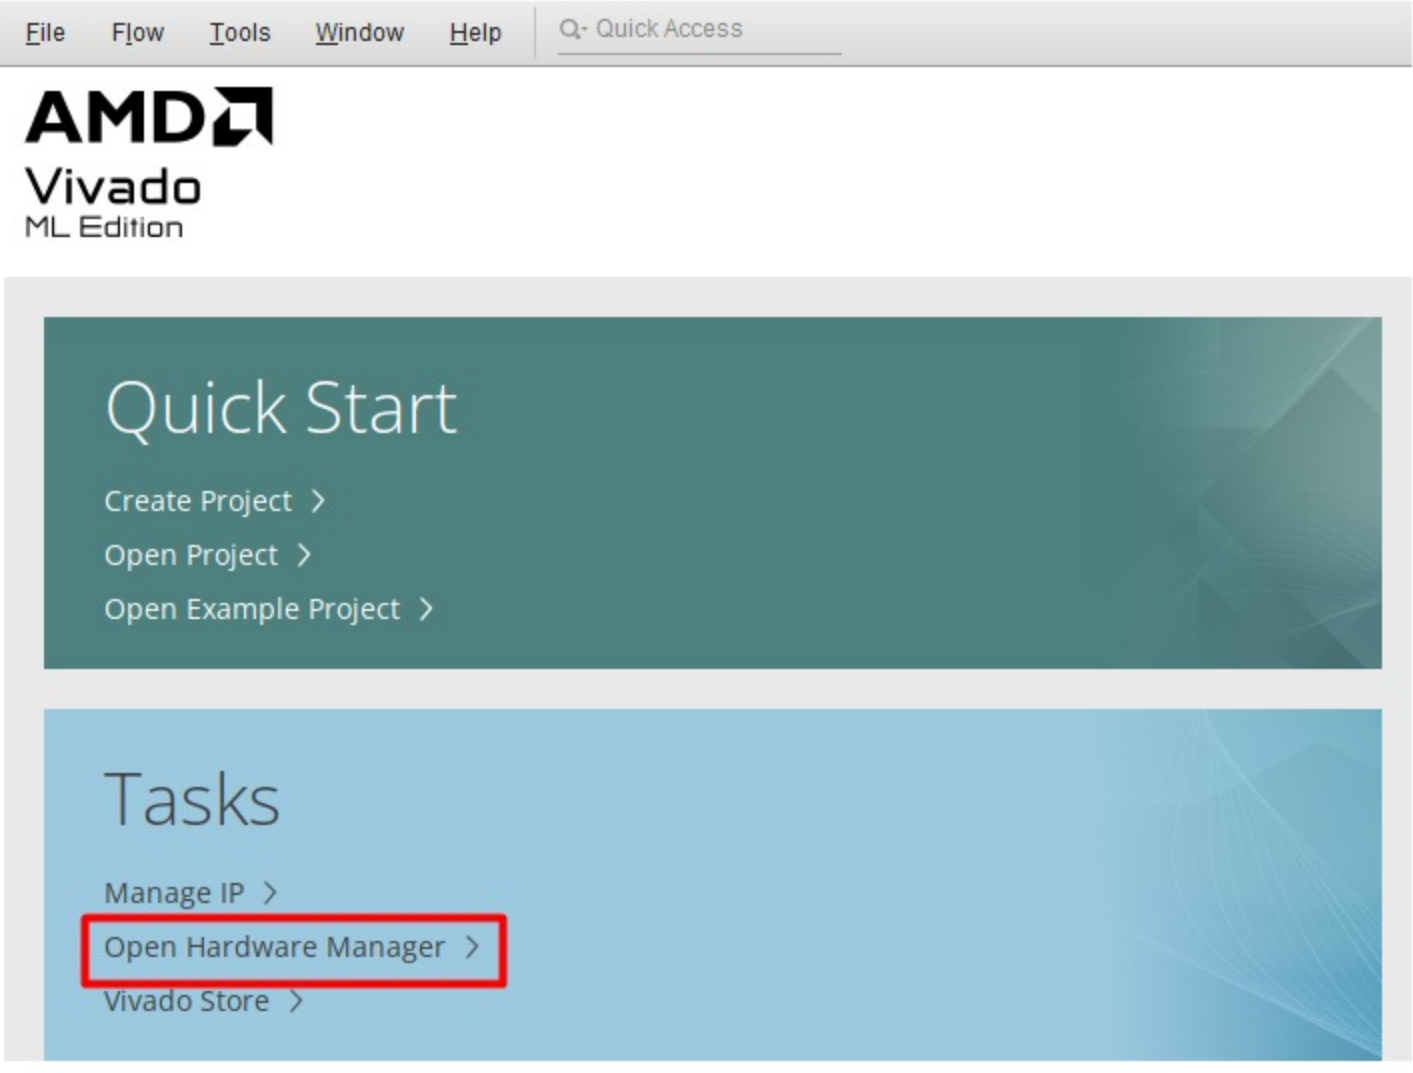 File Flow Tools Window Help Quick Access
AMD
Vivado
ML Edition
Quick Start
Create Project
Open Project
Open Example Project
Tasks
Manage IP
Open Hardware Manager
Vivado Store